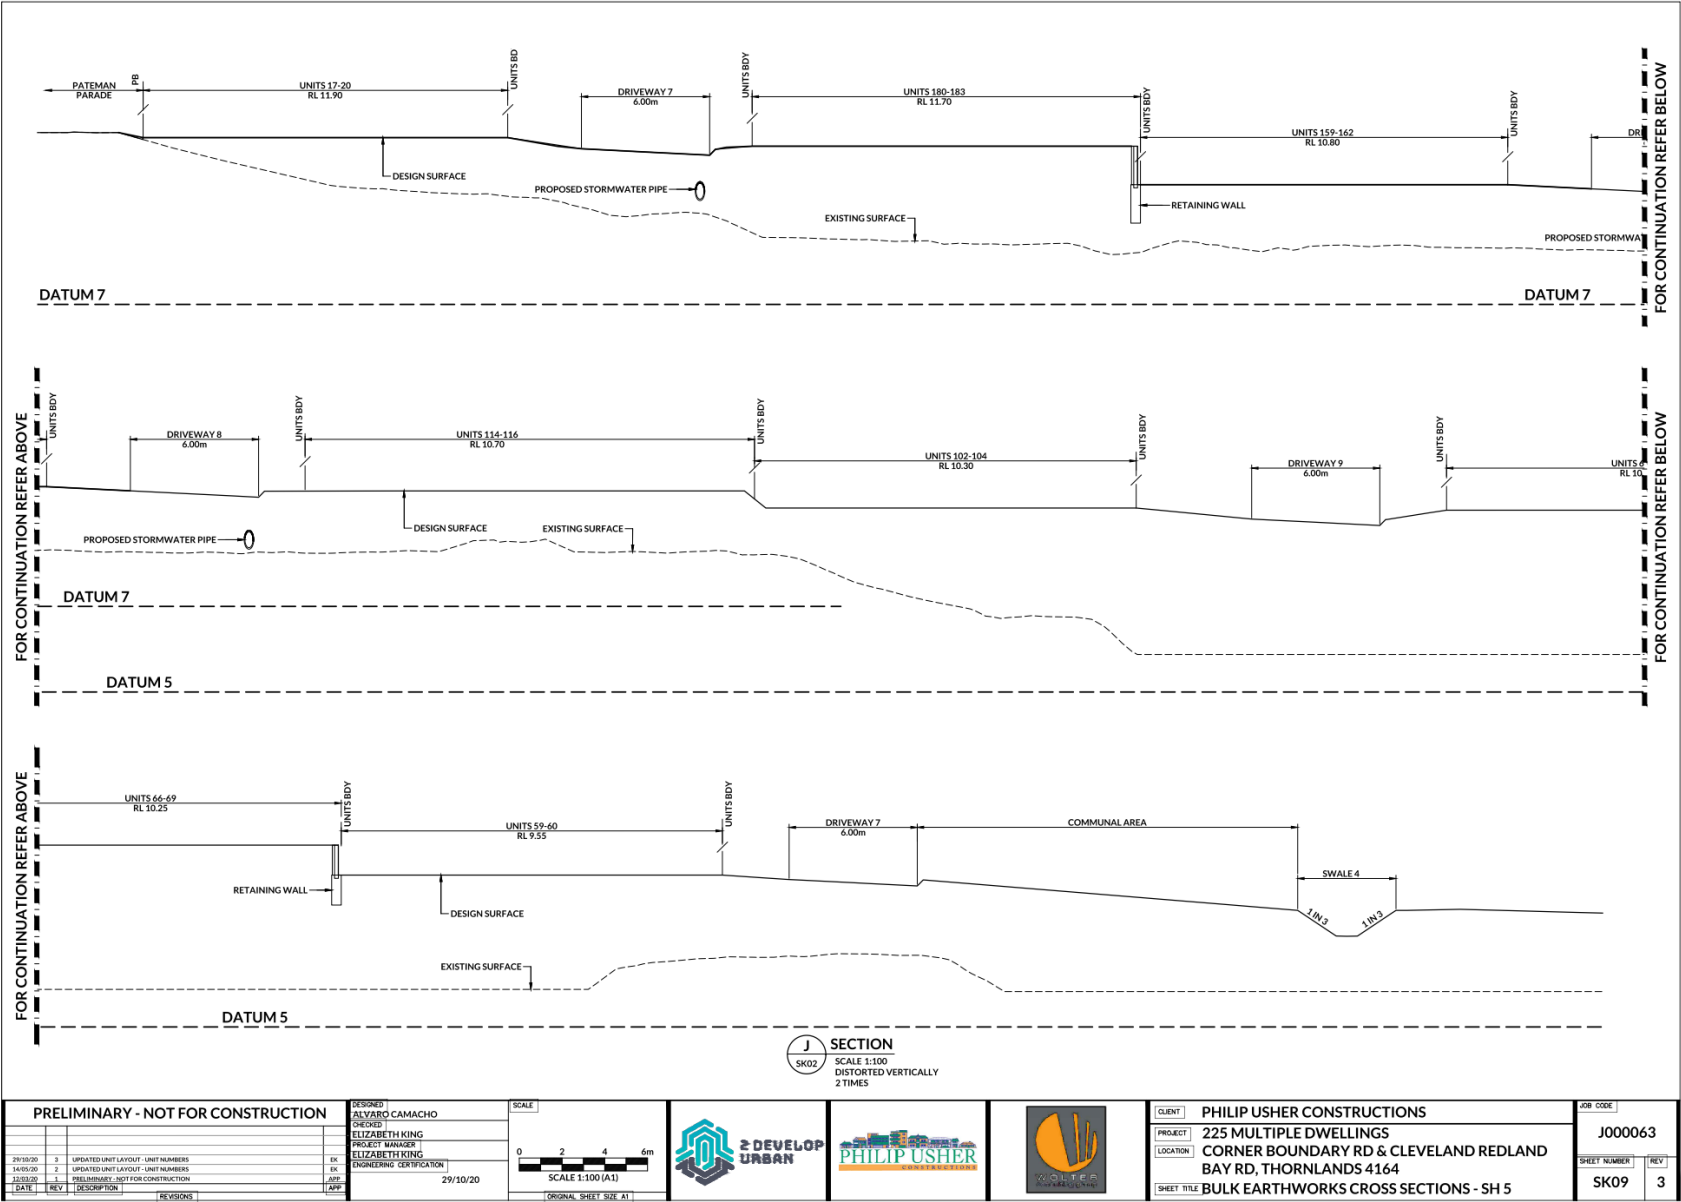 PATEMAN
PARADE
PB
UNITS 17-20
RL 11.90
UNITS BD
DRIVEWAY 7
6.00m
UNITS BDY
UNITS 180-183
RL 11.70
UNITS BDY
UNITS 159-162
RL 10.80
UNITS BDY
DR
DESIGN SURFACE
PROPOSED STORMWATER PIPE
EXISTING SURFACE
RETAINING WALL
PROPOSED STORMWA
DATUM 7
DATUM 7
FOR CONTINUATION REFER BELOW
FOR CONTINUATION REFER ABOVE
UNITS BDY
DRIVEWAY 8
6.00m
UNITS BDY
UNITS 114-116
RL 10.70
UNITS BDY
UNITS 102-104
RL 10.30
UNITS BDY
DRIVEWAY 9
6.00m
UNITS BDY
UNITS 6
RL 10
PROPOSED STORMWATER PIPE
DESIGN SURFACE
EXISTING SURFACE
DATUM 7
DATUM 5
FOR CONTINUATION REFER BELOW
FOR CONTINUATION REFER ABOVE
UNITS 66-69
RL 10.25
UNITS BDY
UNITS 59-60
RL 9.55
UNITS BDY
DRIVEWAY 7
6.00m
COMMUNAL AREA
SWALE 4
1 IN 3
1 IN 3
RETAINING WALL
DESIGN SURFACE
EXISTING SURFACE
DATUM 5
J
SK02
SECTION
SCALE 1:100
DISTORTED VERTICALLY
2 TIMES
PRELIMINARY - NOT FOR CONSTRUCTION
29/10/20 3 UPDATED UNIT LAYOUT - UNIT NUMBERS EK
14/05/20 2 UPDATED UNIT LAYOUT - UNIT NUMBERS EK
12/03/20 1 PRELIMINARY - NOT FOR CONSTRUCTION APP
DATE REV DESCRIPTION APP
REVISIONS
DESIGNED
ALVARO CAMACHO
CHECKED
ELIZABETH KING
PROJECT MANAGER
ELIZABETH KING
ENGINEERING CERTIFICATION
29/10/20
SCALE
0 2 4 6m
SCALE 1:100 (A1)
ORIGINAL SHEET SIZE A1
2 DEVELOP
URBAN
PHILIP USHER
CONSTRUCTIONS
WOLTER
CLIENT PHILIP USHER CONSTRUCTIONS
PROJECT 225 MULTIPLE DWELLINGS
LOCATION CORNER BOUNDARY RD & CLEVELAND REDLAND
BAY RD, THORNLANDS 4164
SHEET TITLE BULK EARTHWORKS CROSS SECTIONS - SH 5
JOB CODE
J000063
SHEET NUMBER REV
SK09 3